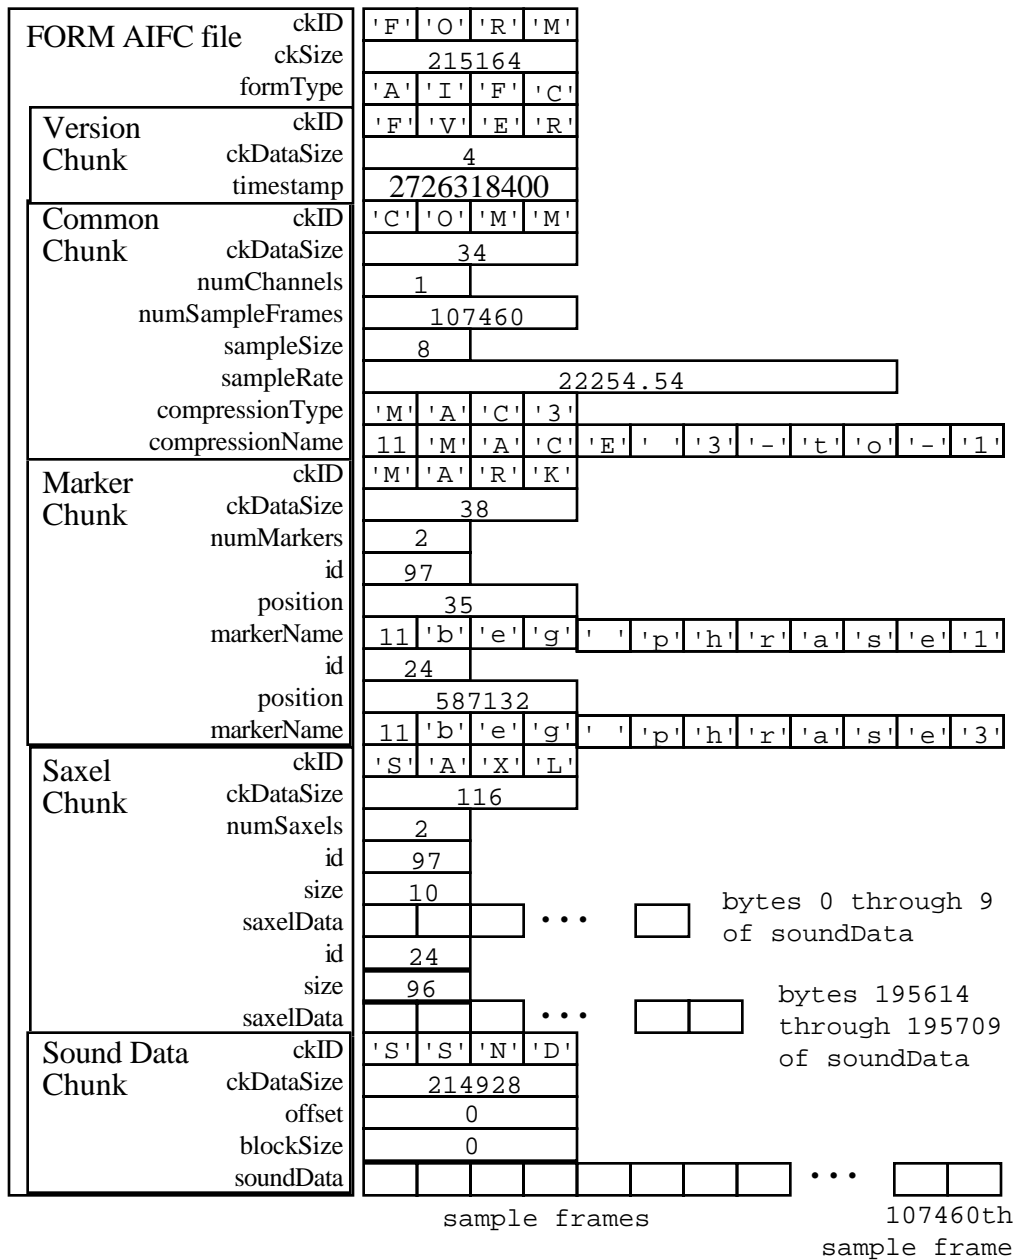 FORM AIFC file ckID 'F' 'O' 'R' 'M'
ckSize 215164
formType 'A' 'I' 'F' 'C'
Version ckID 'F' 'V' 'E' 'R'
Chunk ckDataSize 4
timestamp 2726318400
Common ckID 'C' 'O' 'M' 'M'
Chunk ckDataSize 34
numChannels 1
numSampleFrames 107460
sampleSize 8
sampleRate 22254.54
compressionType 'M' 'A' 'C' '3'
compressionName 11 'M' 'A' 'C' 'E' ' ' '3' '-' 't' 'o' '-' '1'
Marker ckID 'M' 'A' 'R' 'K'
Chunk ckDataSize 38
numMarkers 2
id 97
position 35
markerName 11 'b' 'e' 'g' ' ' 'p' 'h' 'r' 'a' 's' 'e' '1'
id 24
position 587132
markerName 11 'b' 'e' 'g' ' ' 'p' 'h' 'r' 'a' 's' 'e' '3'
Saxel ckID 'S' 'A' 'X' 'L'
Chunk ckDataSize 116
numSaxels 2
id 97
size 10
saxelData ••• bytes 0 through 9
of soundData
id 24
size 96
saxelData ••• bytes 195614
through 195709
of soundData
Sound Data ckID 'S' 'S' 'N' 'D'
Chunk ckDataSize 214928
offset 0
blockSize 0
soundData •••
sample frames 107460th
sample frame